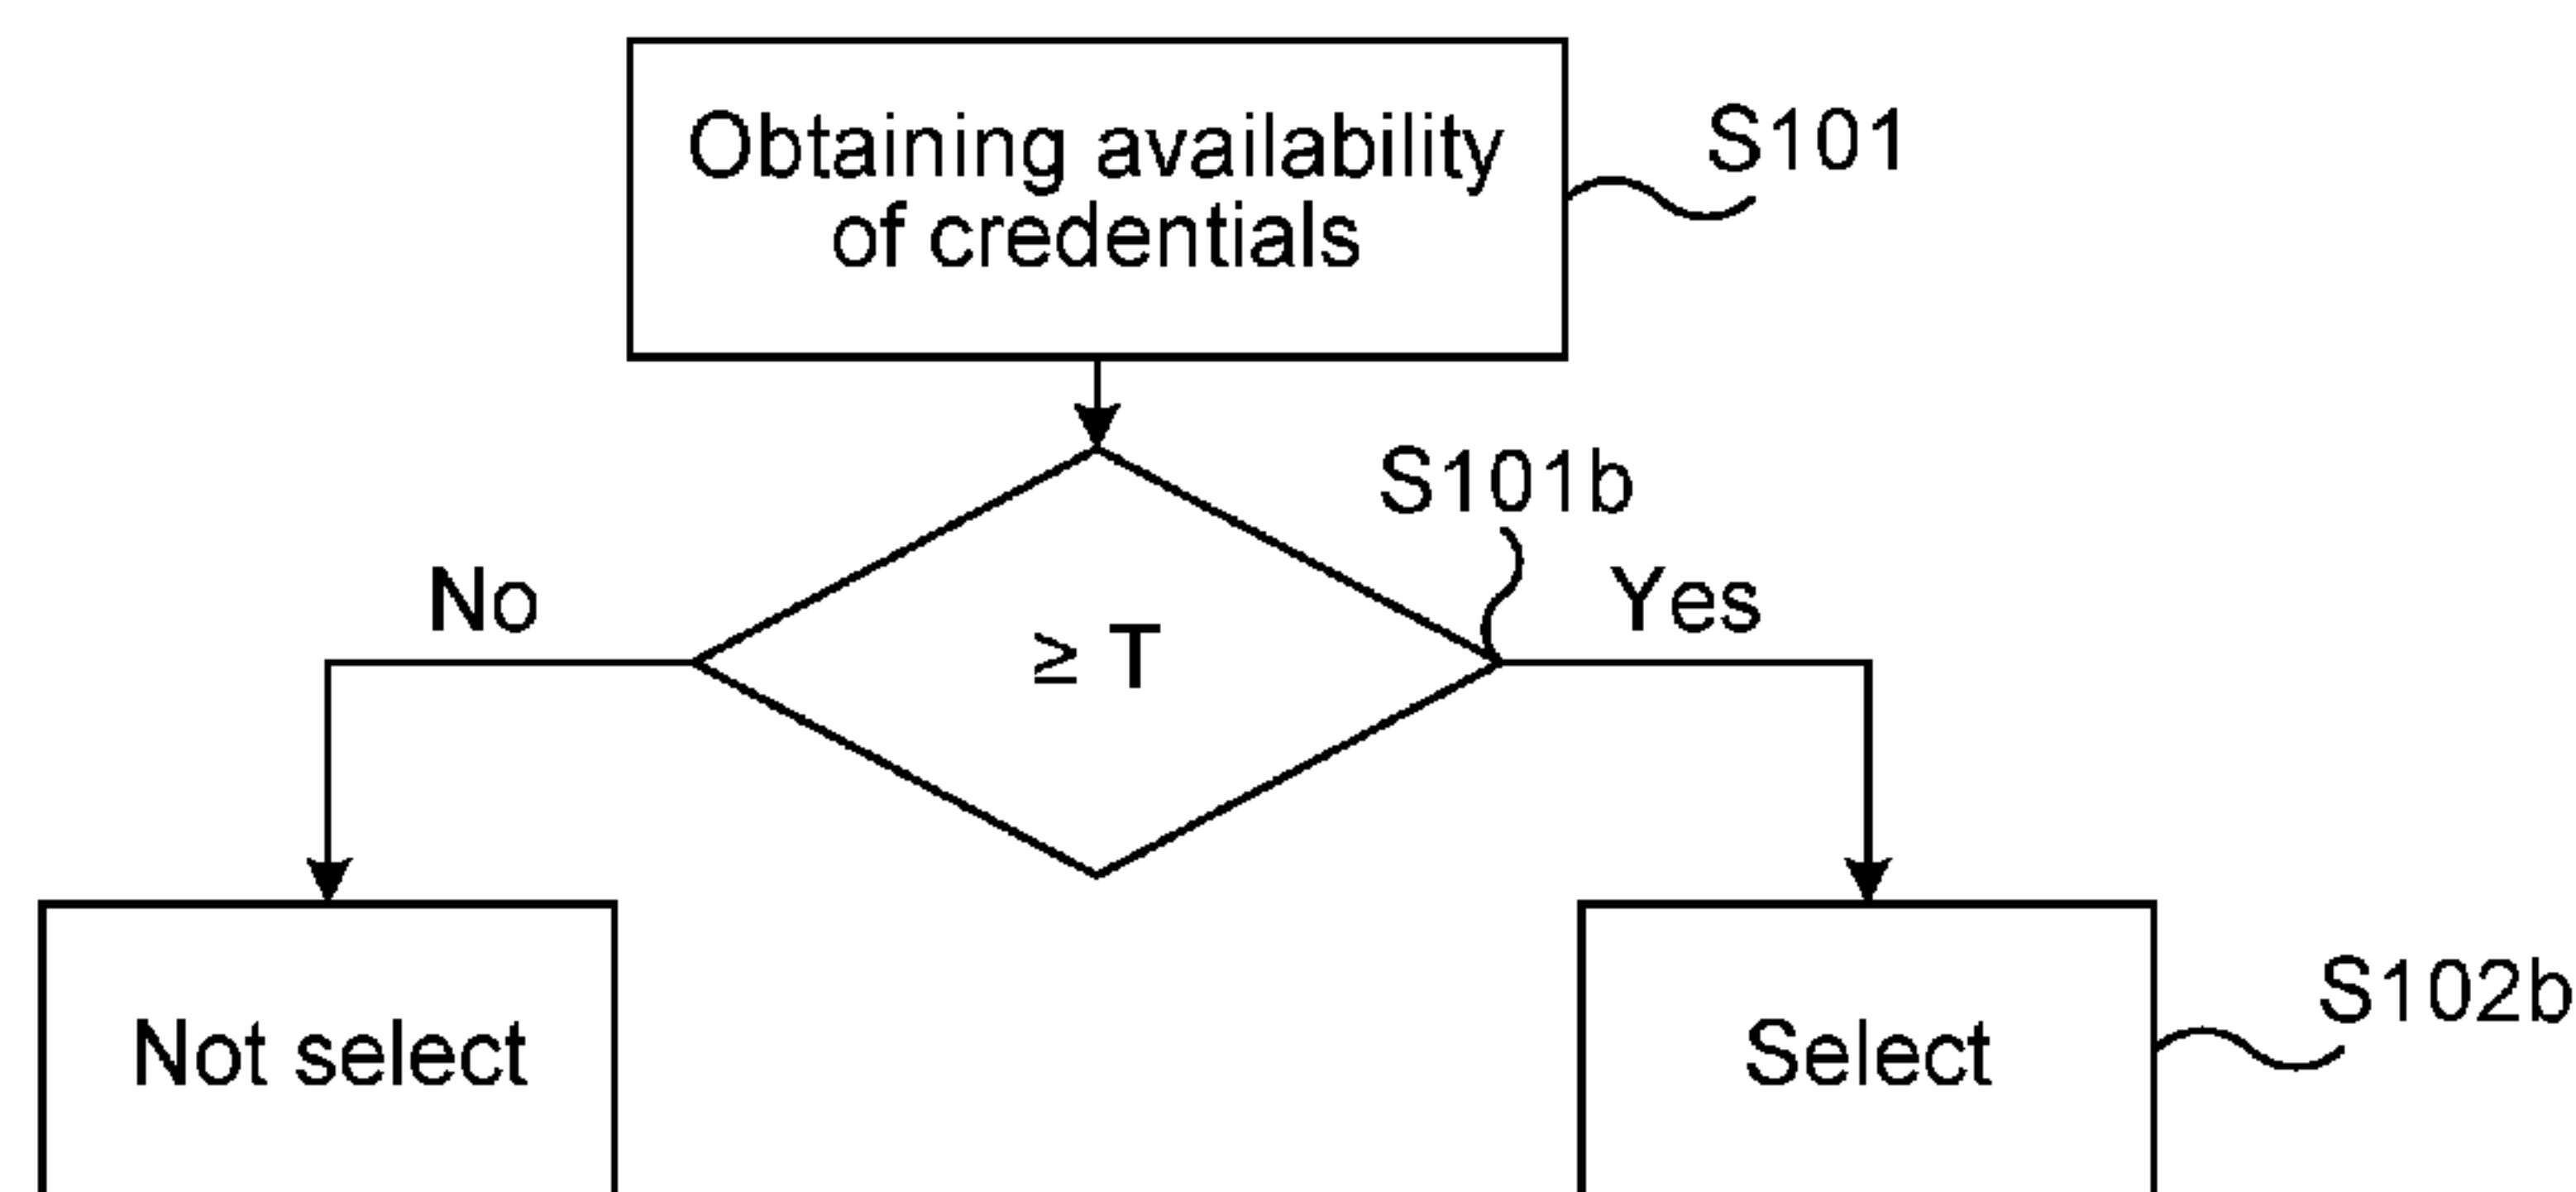 Obtaining availability
of credentials
S101
S101b
No
≥ T
Yes
Not select
Select
S102b